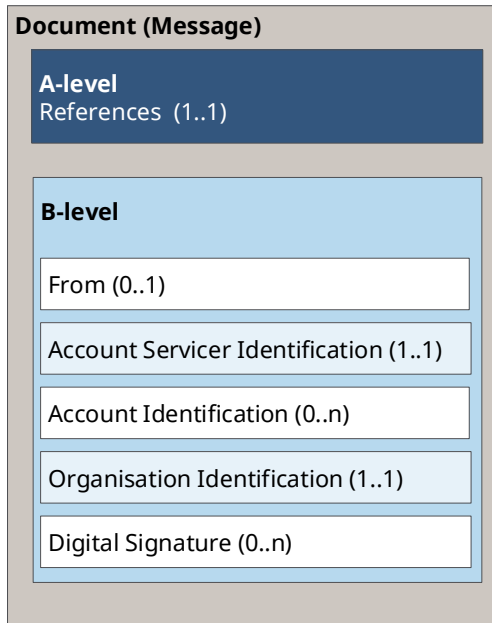 Document (Message)
A-level
References (1..1)
B-level
From (0..1)
Account Servicer Identification (1..1)
Account Identification (0..n)
Organisation Identification (1..1)
Digital Signature (0..n)